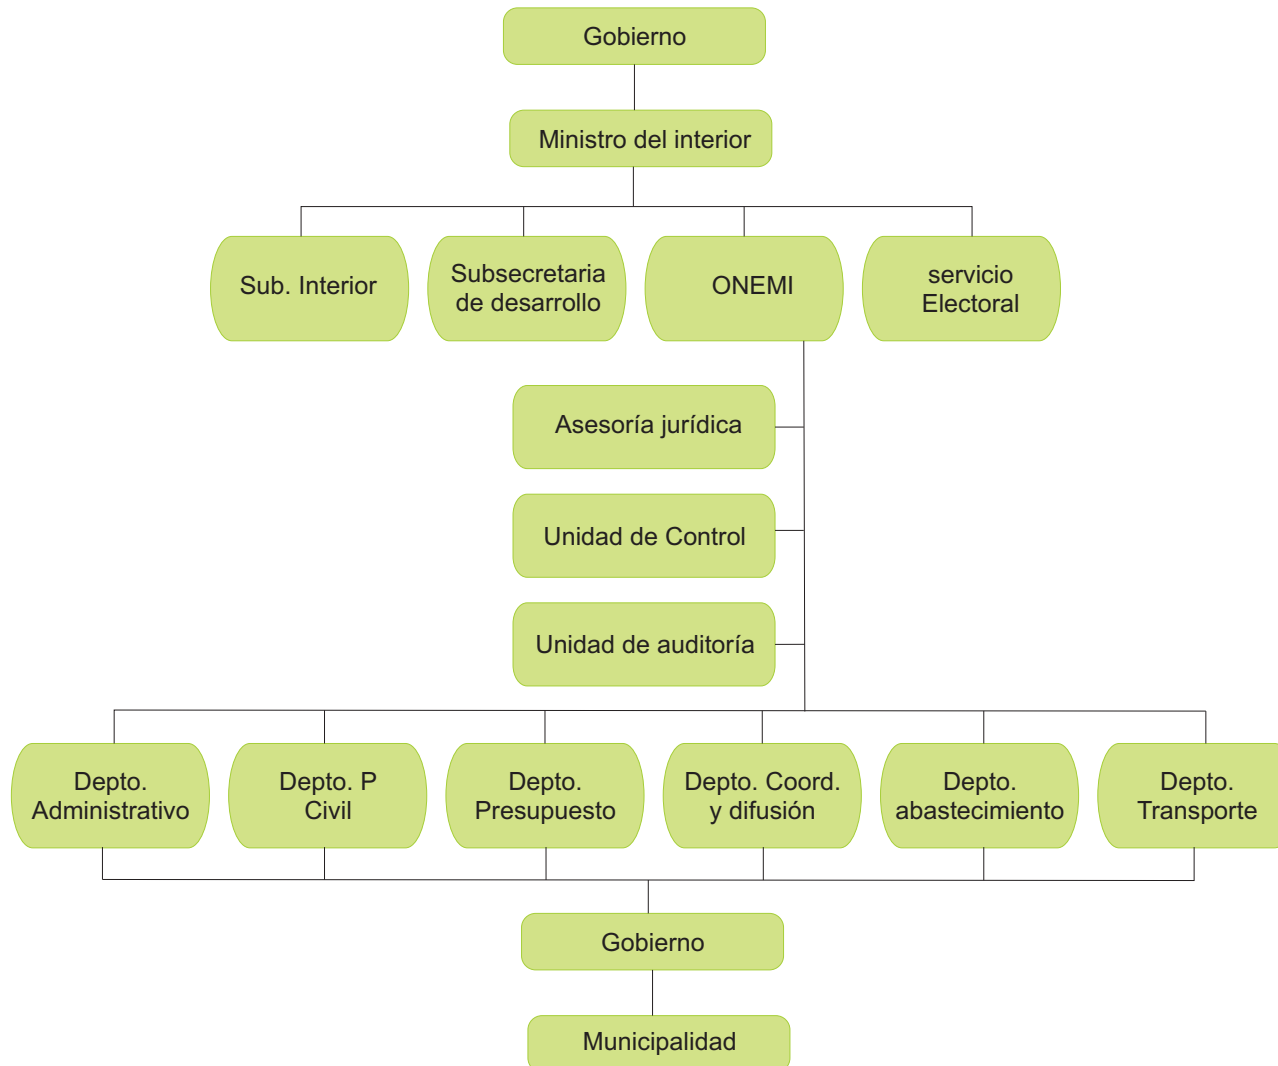 Gobierno
Ministro del interior
Sub. Interior
Subsecretaria
de desarrollo
ONEMI
servicio
Electoral
Asesoría jurídica
Unidad de Control
Unidad de auditoría
Depto.
Administrativo
Depto. P
Civil
Depto.
Presupuesto
Depto. Coord.
y difusión
Depto.
abastecimiento
Depto.
Transporte
Gobierno
Municipalidad